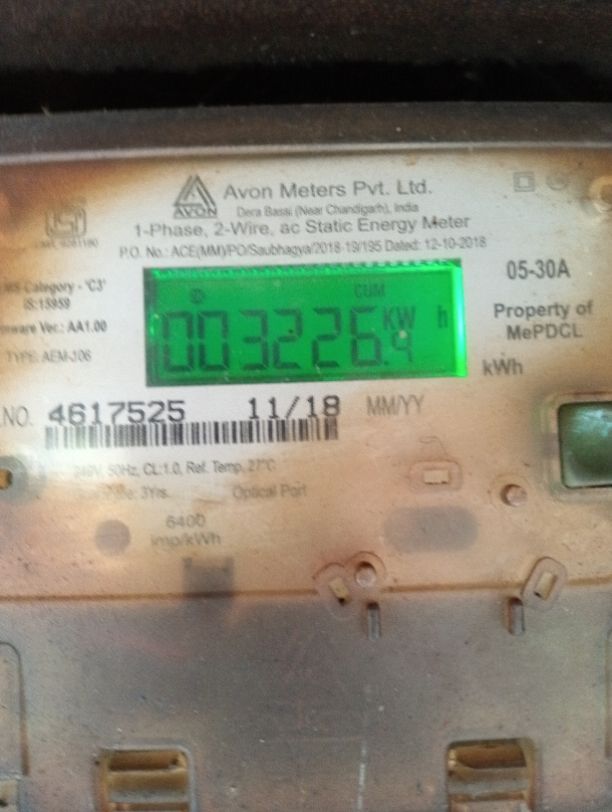 AVON
Avon Meters Pvt. Ltd.
Dera Bassi (Near Chandigarh), India
1-Phase, 2-Wire, ac Static Energy Meter
P.O. No.: ACE(MM)/PO/Saubhagya/2018-19/195 Dated: 12-10-2018
Category - 'C3'
IS:15959
Ver.: AA1.00
TYPE: AEM-J06
CUM
003226.4 KW h
05-30A
Property of
MePDCL
kWh
.NO. 4617525 11/18 MM/YY
240V, 50Hz, CL:1.0, Ref. Temp. 27°C
3Yrs. Optical Port
6400
imp/kWh